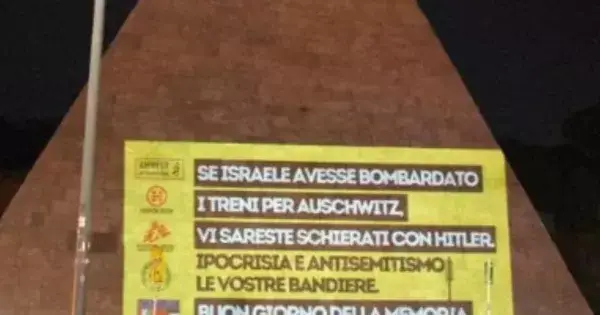 SE ISRAELE AVESSE BOMBARDATO
I TRENI PER AUSCHWITZ,
VI SARESTE SCHIERATI CON HITLER.
IPOCRISIA E ANTISEMITISMO
LE VOSTRE BANDIERE.
BUON GIORNO DELLA MEMORIA